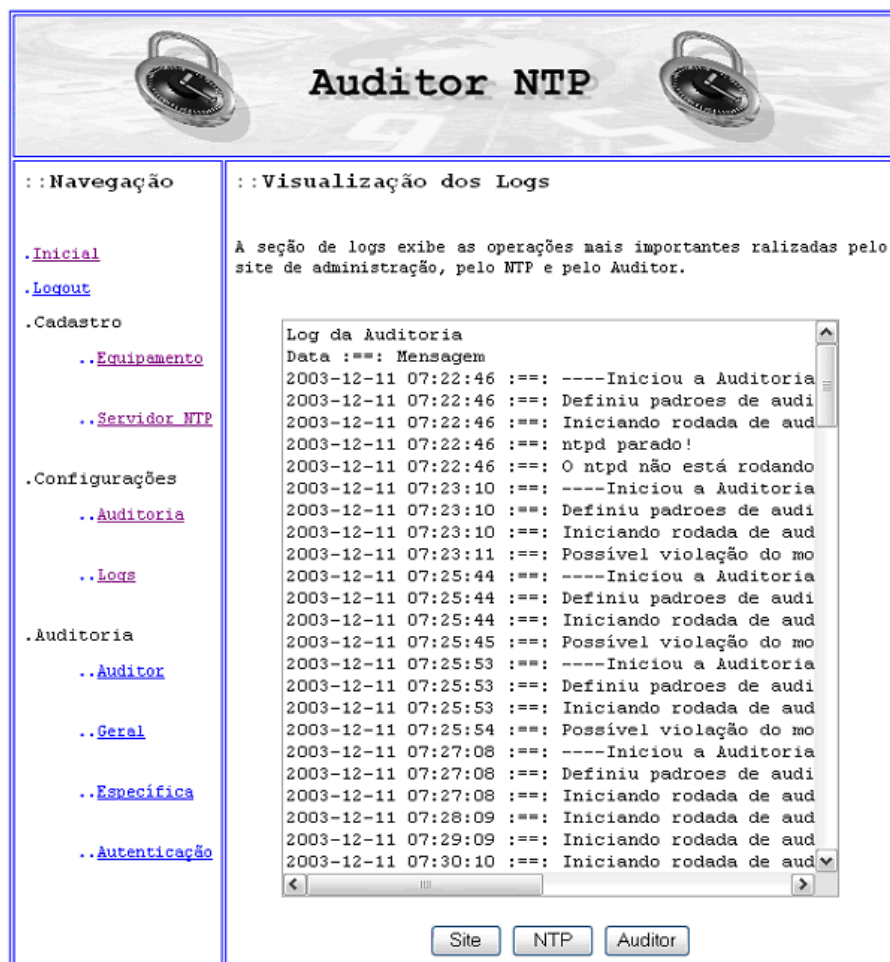 Auditor NTP
::Navegação
.Inicial
.Logout
.Cadastro
..Equipamento
..Servidor NTP
.Configurações
..Auditoria
..Logs
.Auditoria
..Auditor
..Geral
..Específica
..Autenticação
::Visualização dos Logs
A seção de logs exibe as operações mais importantes ralizadas pelo
site de administração, pelo NTP e pelo Auditor.
Log da Auditoria
Data :==: Mensagem
2003-12-11 07:22:46 :==: ----Iniciou a Auditoria
2003-12-11 07:22:46 :==: Definiu padroes de audi
2003-12-11 07:22:46 :==: Iniciando rodada de aud
2003-12-11 07:22:46 :==: ntpd parado!
2003-12-11 07:22:46 :==: O ntpd não está rodando
2003-12-11 07:23:10 :==: ----Iniciou a Auditoria
2003-12-11 07:23:10 :==: Definiu padroes de audi
2003-12-11 07:23:10 :==: Iniciando rodada de aud
2003-12-11 07:23:11 :==: Possível violação do mo
2003-12-11 07:25:44 :==: ----Iniciou a Auditoria
2003-12-11 07:25:44 :==: Definiu padroes de audi
2003-12-11 07:25:44 :==: Iniciando rodada de aud
2003-12-11 07:25:45 :==: Possível violação do mo
2003-12-11 07:25:53 :==: ----Iniciou a Auditoria
2003-12-11 07:25:53 :==: Definiu padroes de audi
2003-12-11 07:25:53 :==: Iniciando rodada de aud
2003-12-11 07:25:54 :==: Possível violação do mo
2003-12-11 07:27:08 :==: ----Iniciou a Auditoria
2003-12-11 07:27:08 :==: Definiu padroes de audi
2003-12-11 07:27:08 :==: Iniciando rodada de aud
2003-12-11 07:28:09 :==: Iniciando rodada de aud
2003-12-11 07:29:09 :==: Iniciando rodada de aud
2003-12-11 07:30:10 :==: Iniciando rodada de aud
Site NTP Auditor